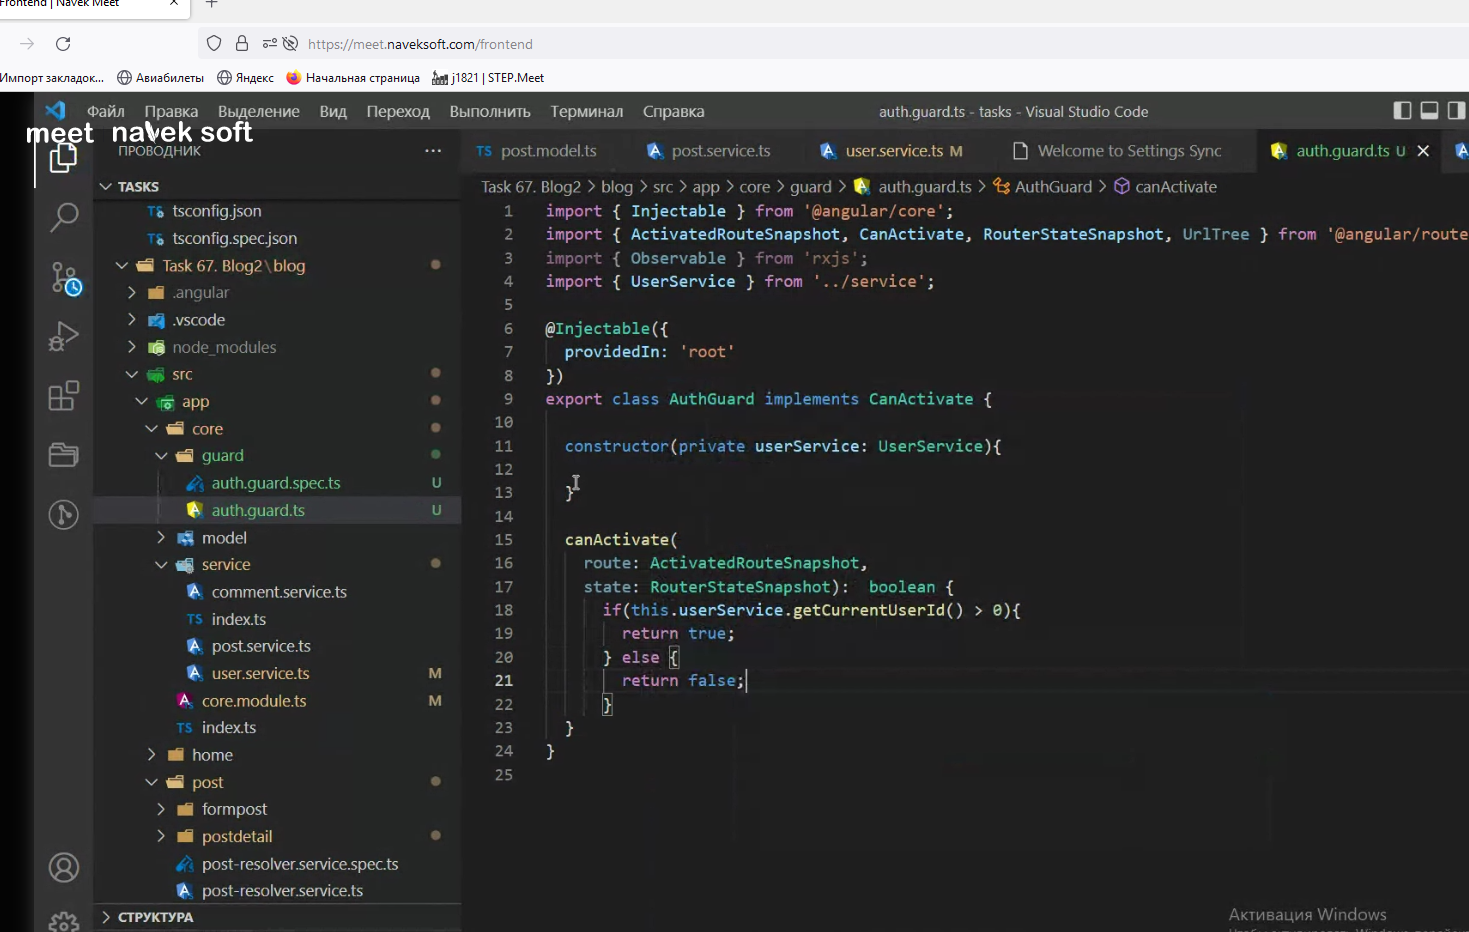 Frontend | Navek Meet
https://meet.naveksoft.com/frontend
Импорт закладок... Авиабилеты Яндекс Начальная страница j1821 | STEP.Meet
Файл Правка Выделение Вид Переход Выполнить Терминал Справка auth.guard.ts - tasks - Visual Studio Code
meet navek soft
ПРОВОДНИК
post.model.ts post.service.ts user.service.ts M Welcome to Settings Sync auth.guard.ts U
TASKS
Task 67. Blog2 > blog > src > app > core > guard > auth.guard.ts > AuthGuard > canActivate
tsconfig.json
tsconfig.spec.json
Task 67. Blog2\blog
.angular
.vscode
node_modules
src
app
core
guard
auth.guard.spec.ts U
auth.guard.ts U
model
service
comment.service.ts
index.ts
post.service.ts
user.service.ts M
core.module.ts M
index.ts
home
post
formpost
postdetail
post-resolver.service.spec.ts
post-resolver.service.ts
СТРУКТУРА
1 import { Injectable } from '@angular/core';
2 import { ActivatedRouteSnapshot, CanActivate, RouterStateSnapshot, UrlTree } from '@angular/route
3 import { Observable } from 'rxjs';
4 import { UserService } from '../service';
5
6 @Injectable({
7 providedIn: 'root'
8 })
9 export class AuthGuard implements CanActivate {
10
11 constructor(private userService: UserService){
12
13 }
14
15 canActivate(
16 route: ActivatedRouteSnapshot,
17 state: RouterStateSnapshot): boolean {
18 if(this.userService.getCurrentUserId() > 0){
19 return true;
20 } else {
21 return false;
22 }
23 }
24 }
25
Активация Windows